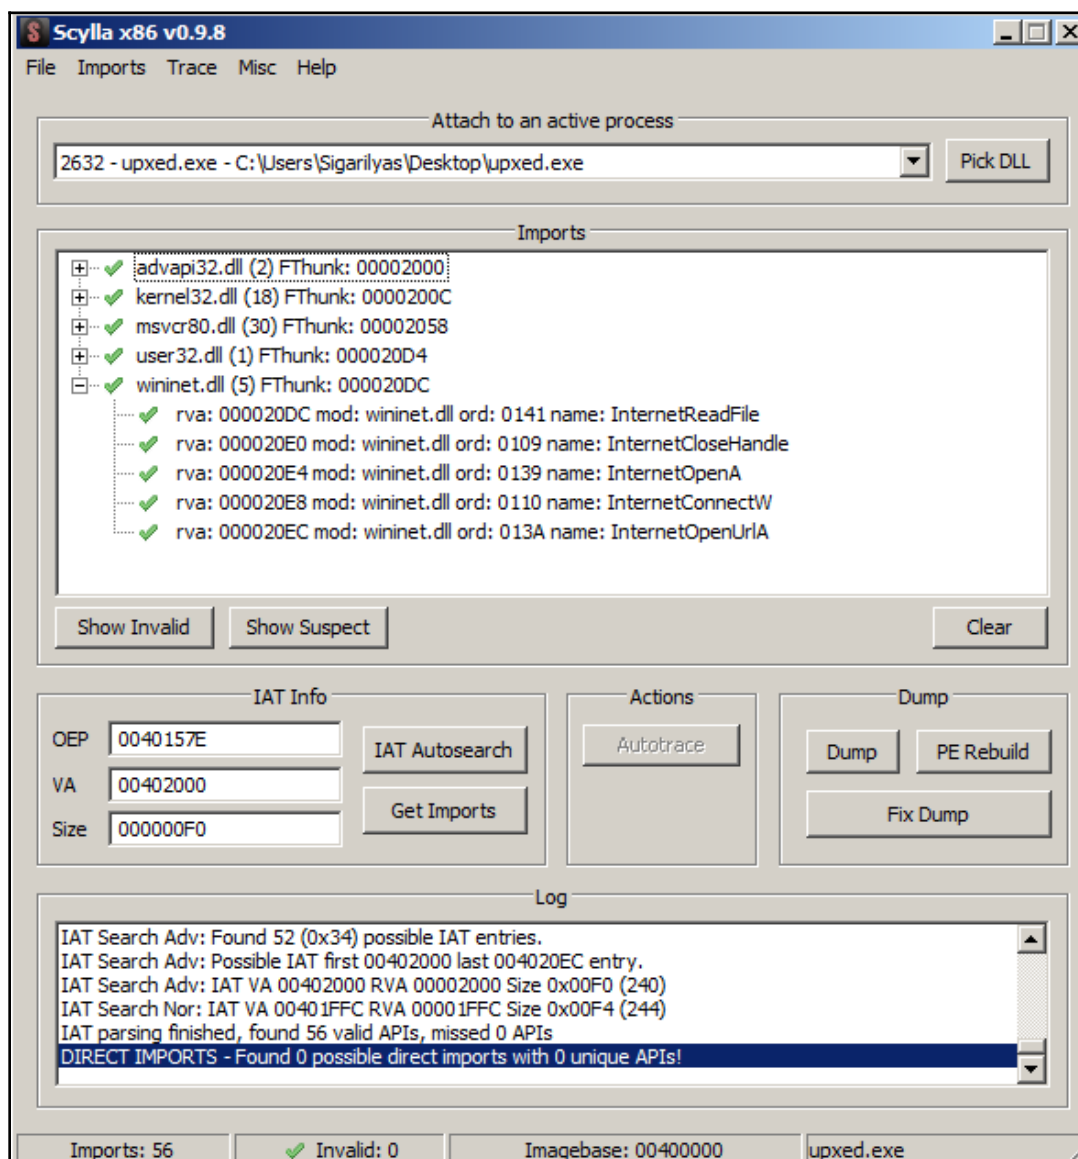 Scylla x86 v0.9.8
File Imports Trace Misc Help
Attach to an active process
2632 - upxed.exe - C:\Users\Sigarilyas\Desktop\upxed.exe
Pick DLL
Imports
advapi32.dll (2) FThunk: 00002000
kernel32.dll (18) FThunk: 0000200C
msvcr80.dll (30) FThunk: 00002058
user32.dll (1) FThunk: 000020D4
wininet.dll (5) FThunk: 000020DC
rva: 000020DC mod: wininet.dll ord: 0141 name: InternetReadFile
rva: 000020E0 mod: wininet.dll ord: 0109 name: InternetCloseHandle
rva: 000020E4 mod: wininet.dll ord: 0139 name: InternetOpenA
rva: 000020E8 mod: wininet.dll ord: 0110 name: InternetConnectW
rva: 000020EC mod: wininet.dll ord: 013A name: InternetOpenUrlA
Show Invalid Show Suspect Clear
IAT Info Actions Dump
OEP 0040157E
VA 00402000
Size 000000F0
IAT Autosearch
Get Imports
Autotrace
Dump PE Rebuild
Fix Dump
Log
IAT Search Adv: Found 52 (0x34) possible IAT entries.
IAT Search Adv: Possible IAT first 00402000 last 004020EC entry.
IAT Search Adv: IAT VA 00402000 RVA 00002000 Size 0x00F0 (240)
IAT Search Nor: IAT VA 00401FFC RVA 00001FFC Size 0x00F4 (244)
IAT parsing finished, found 56 valid APIs, missed 0 APIs
DIRECT IMPORTS - Found 0 possible direct imports with 0 unique APIs!
Imports: 56 Invalid: 0 Imagebase: 00400000 upxed.exe